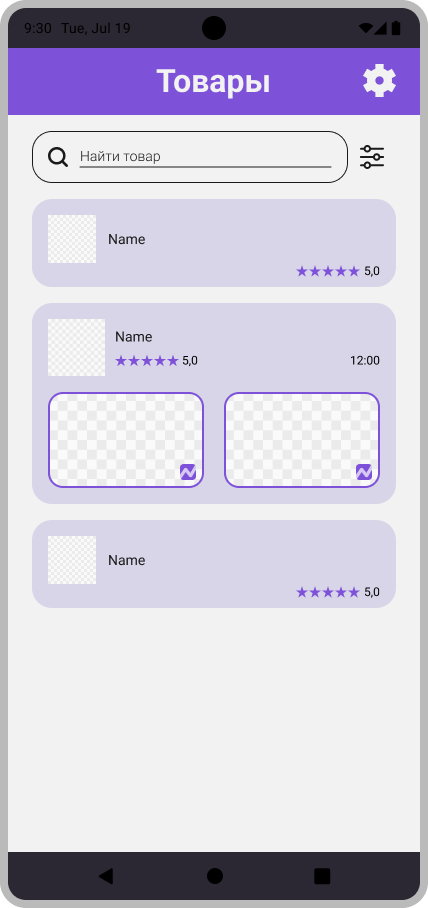 9:30 Tue, Jul 19
Товары
Найти товар
Name
5,0
Name
5,0 12:00
Name
5,0